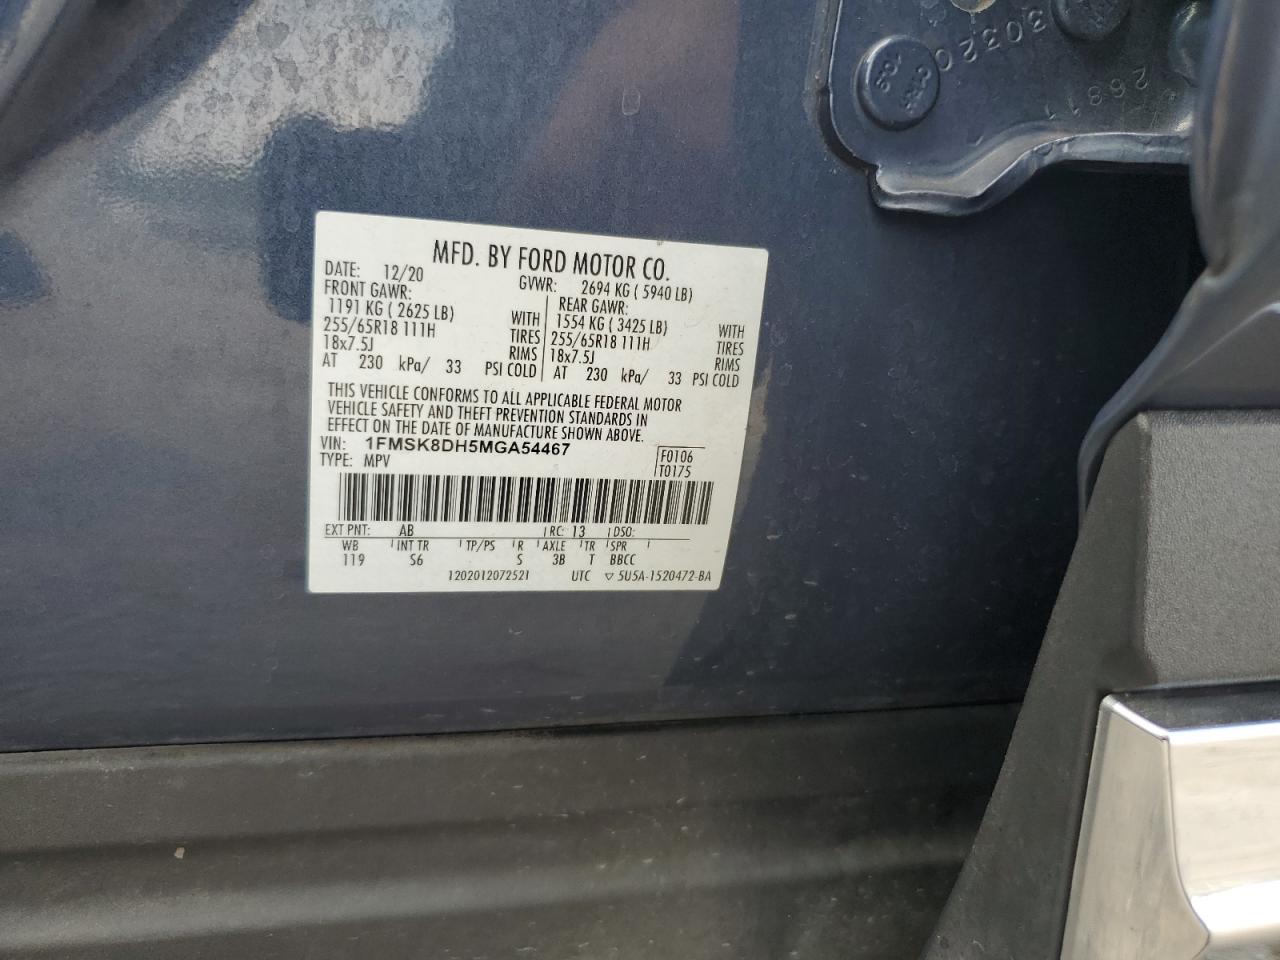 MFD. BY FORD MOTOR CO.
DATE: 12/20 GVWR: 2694 KG ( 5940 LB)
FRONT GAWR: REAR GAWR:
1191 KG ( 2625 LB) WITH 1554 KG ( 3425 LB) WITH
255/65R18 111H TIRES 255/65R18 111H TIRES
18x7.5J RIMS 18x7.5J RIMS
AT 230 kPa/ 33 PSI COLD AT 230 kPa/ 33 PSI COLD
THIS VEHICLE CONFORMS TO ALL APPLICABLE FEDERAL MOTOR
VEHICLE SAFETY AND THEFT PREVENTION STANDARDS IN
EFFECT ON THE DATE OF MANUFACTURE SHOWN ABOVE.
VIN: 1FMSK8DH5MGA54467 F0106
TYPE: MPV T0175
EXT PNT: AB RC: 13 DSO:
WB INT TR TP/PS R AXLE TR SPR
119 S6 S 3B T BBCC
1202012072521 UTC ▽ 5U5A-1520472-BA
30320
26811